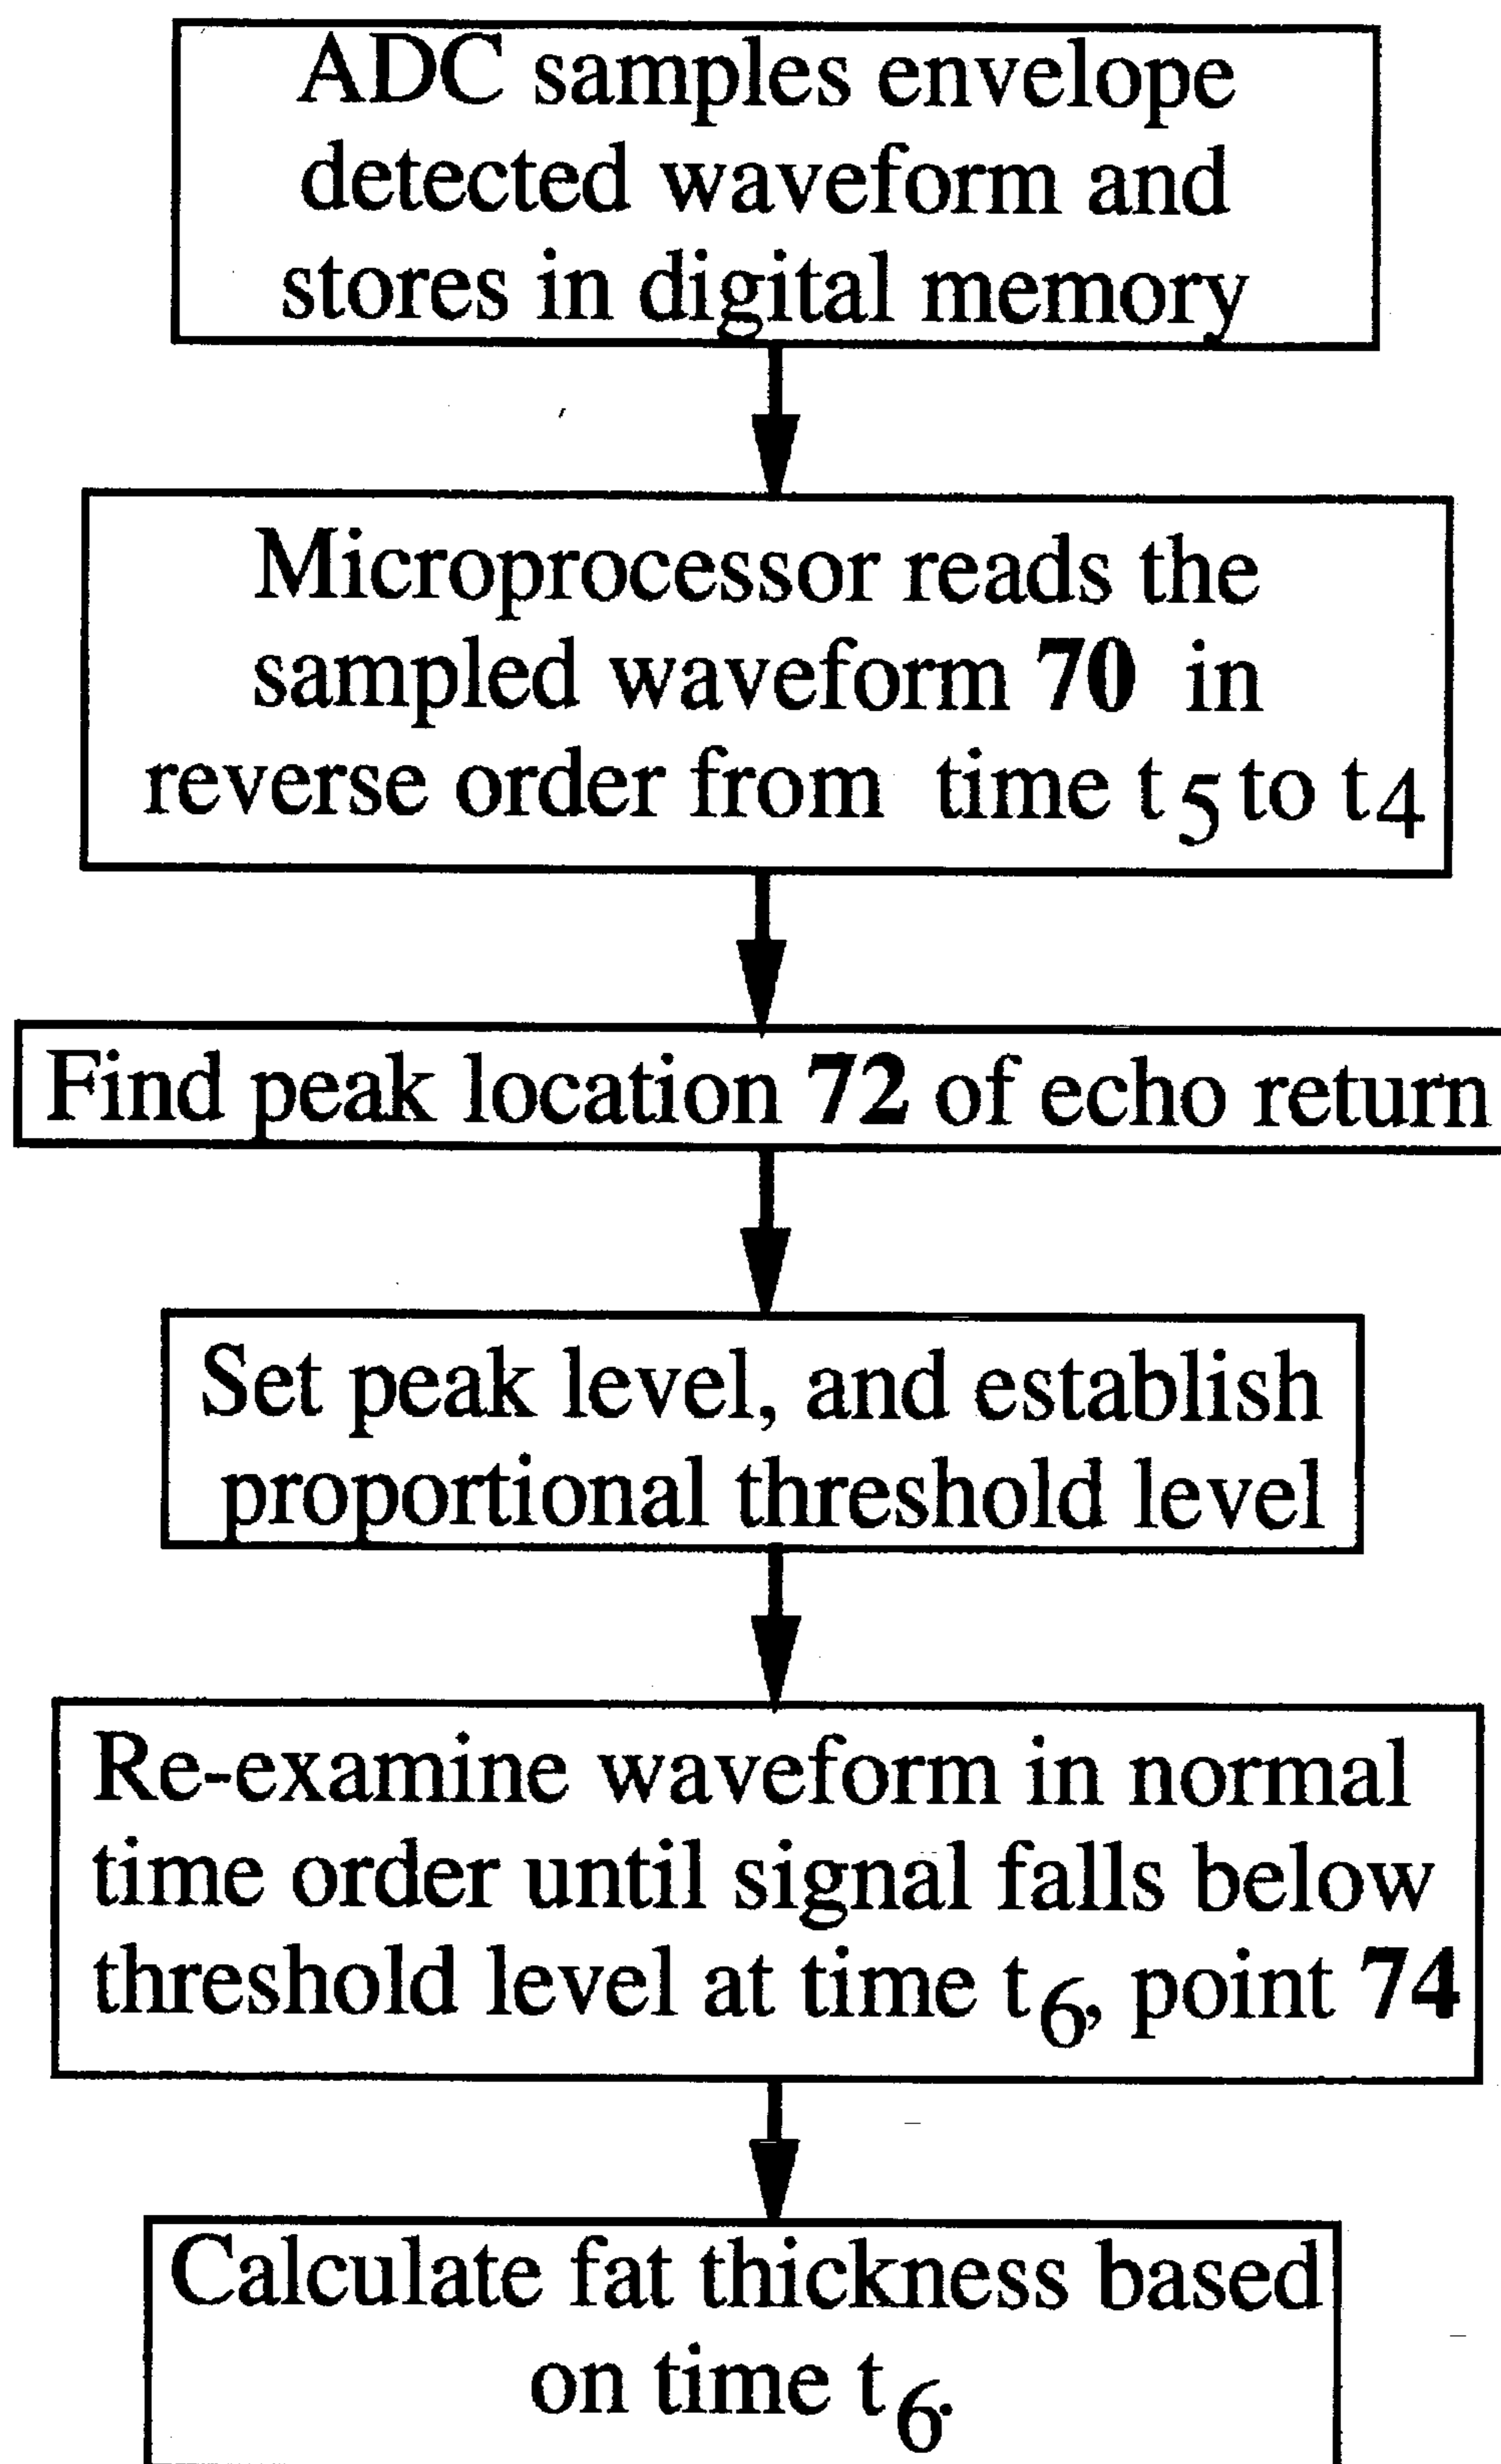 ADC samples envelope
detected waveform and
stores in digital memory
Microprocessor reads the
sampled waveform 70 in
reverse order from time t5 to t4
Find peak location 72 of echo return
Set peak level, and establish
proportional threshold level
Re-examine waveform in normal
time order until signal falls below
threshold level at time t6, point 74
Calculate fat thickness based
on time t6.